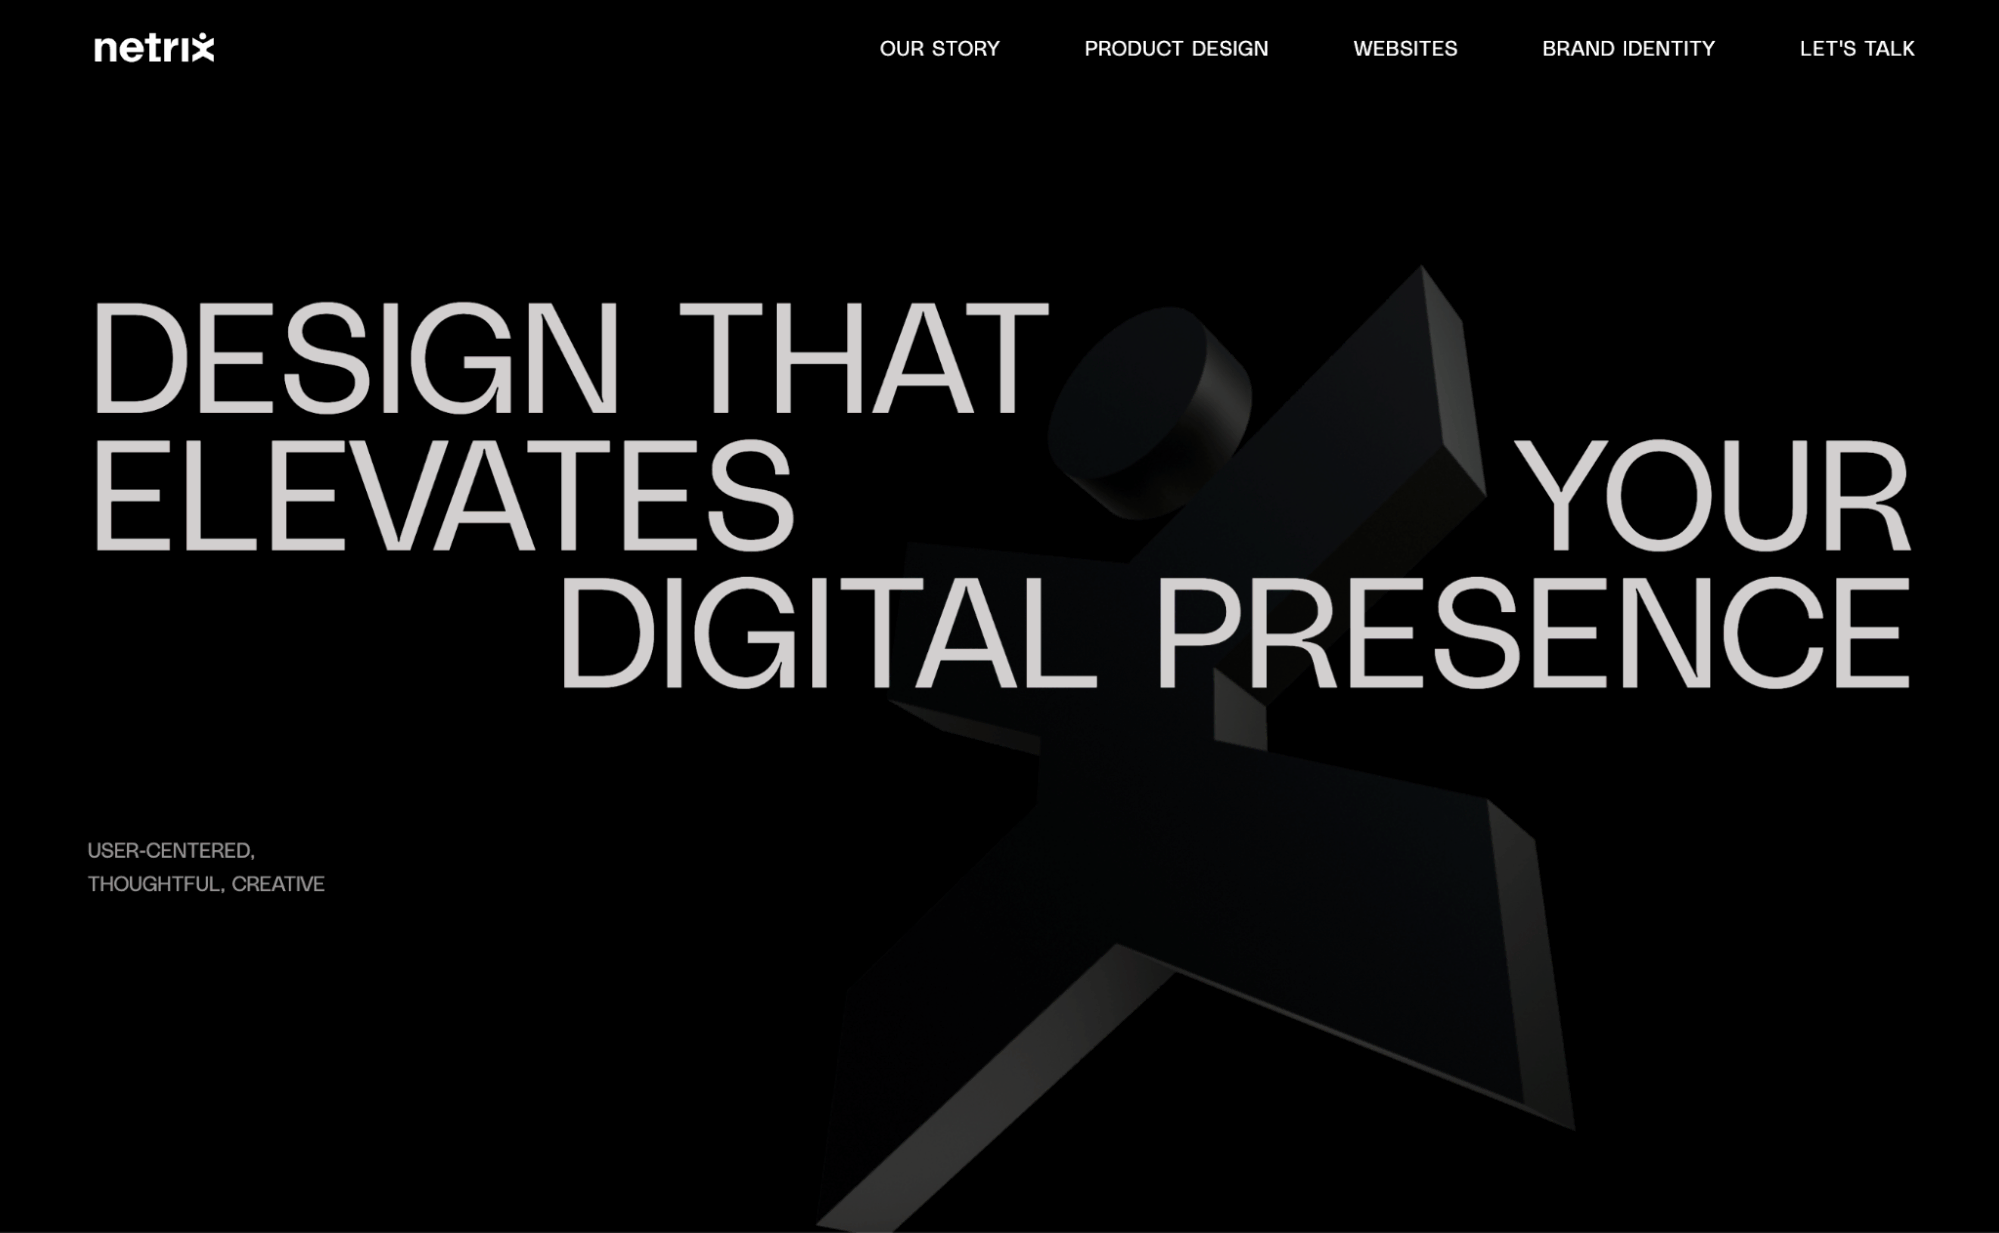 netrix
OUR STORY
PRODUCT DESIGN
WEBSITES
BRAND IDENTITY
LET'S TALK
DESIGN THAT
ELEVATES YOUR
DIGITAL PRESENCE
USER-CENTERED,
THOUGHTFUL, CREATIVE